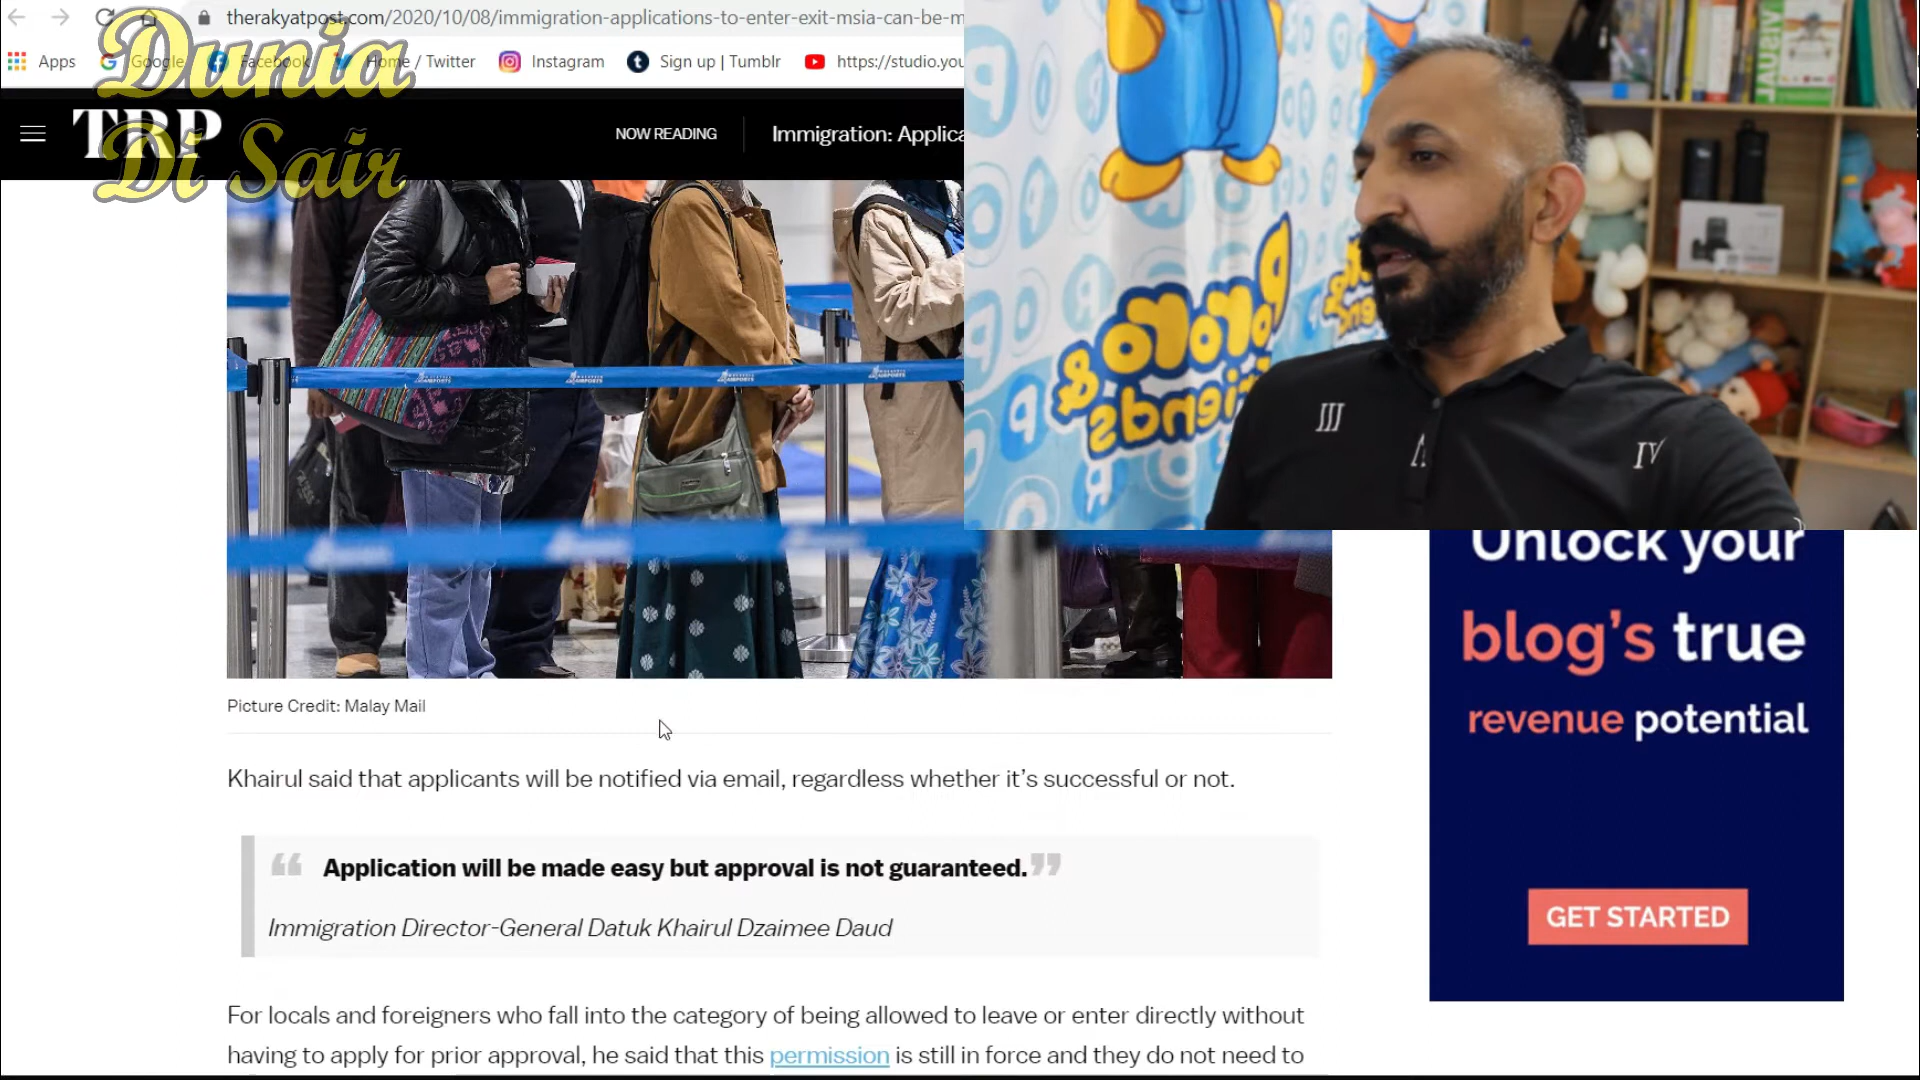 therakyatpost.com/2020/10/08/immigration-applications-to-enter-exit-msia-can-be-m
Apps Google Facebook Home / Twitter Instagram Sign up | Tumblr https://studio.you
Dunia
Di Sair
TRP
NOW READING Immigration: Applica
III IV
Pororo &
friends
Picture Credit: Malay Mail
Khairul said that applicants will be notified via email, regardless whether it’s successful or not.
“ Application will be made easy but approval is not guaranteed. ”
Immigration Director-General Datuk Khairul Dzaimee Daud
For locals and foreigners who fall into the category of being allowed to leave or enter directly without
having to apply for prior approval, he said that this permission is still in force and they do not need to
Unlock your
blog’s true
revenue potential
GET STARTED